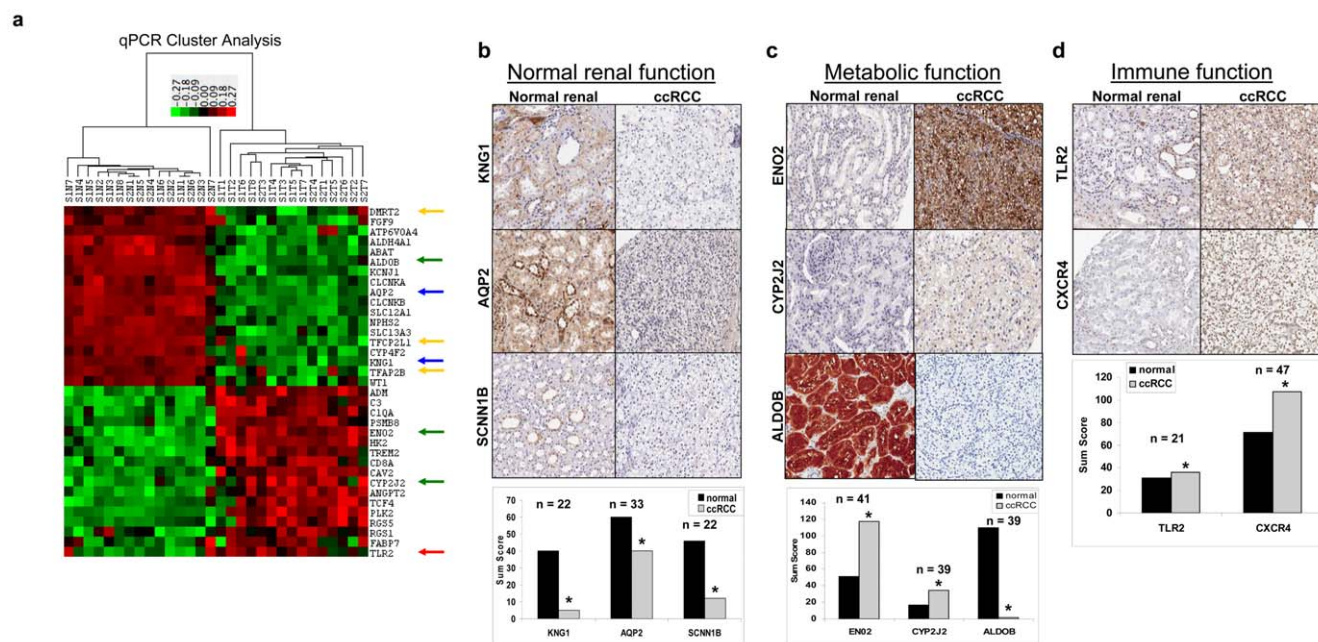 a
qPCR Cluster Analysis
-0.27
-0.18
-0.09
0.00
0.09
0.18
0.27
S1N7
S1N4
S1N5
S1N2
S1N3
S1N8
S2N1
S2N5
S2N4
S1N6
S2N2
S1N1
S2N6
S2N3
S2N7
S1T1
S1T2
S1T6
S1T8
S2T3
S1T4
S1T3
S1T5
S1T7
S2T4
S2T1
S2T5
S2T6
S2T2
S2T7
DMRT2
FGF9
ATP6V0A4
ALDH4A1
ABAT
ALDOB
KCNJ1
CLCNKA
AQP2
CLCNKB
SLC12A1
NPHS2
SLC13A3
TFCP2L1
CYP4F2
KNG1
TFAP2B
WT1
ADM
C3
C1QA
PSMB8
ENO2
HK2
TREM2
CD8A
CAV2
CYP2J2
ANGPT2
TCF4
PLK2
RGS5
RGS1
FABP7
TLR2
b
Normal renal function
Normal renal ccRCC
KNG1
AQP2
SCNN1B
Sum Score
70
60
50
40
30
20
10
0
n = 22
n = 33
n = 22
normal
ccRCC
*
*
*
KNG1 AQP2 SCNN1B
c
Metabolic function
Normal renal ccRCC
ENO2
CYP2J2
ALDOB
Sum Score
140
120
100
80
60
40
20
0
n = 41
n = 39
n = 39
normal
ccRCC
*
*
*
EN02 CYP2J2 ALDOB
d
Immune function
Normal renal ccRCC
TLR2
CXCR4
Sum Score
120
100
80
60
40
20
0
normal
ccRCC
n = 21
n = 47
*
*
TLR2 CXCR4